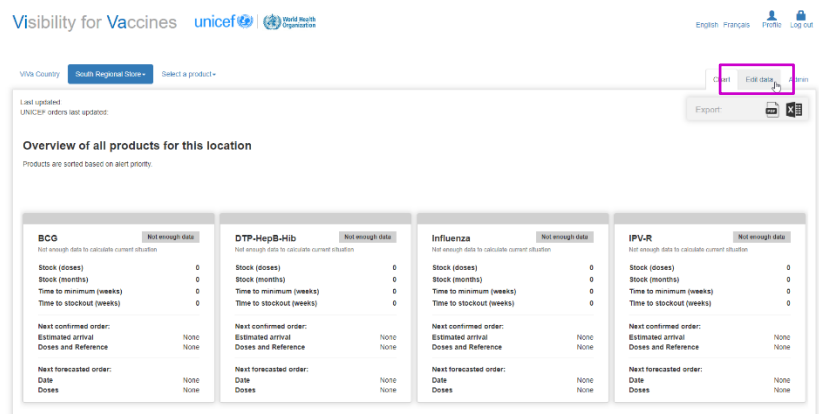 Visibility for Vaccines unicef World Health Organization English Français Profile Log out
ViVa Country South Regional Store Select a product Chart Edit data Admin
Last updated
UNICEF orders last updated:
Export:
Overview of all products for this location
Products are sorted based on alert priority.
BCG Not enough data
Not enough data to calculate current situation
Stock (doses) 0
Stock (months) 0
Time to minimum (weeks) 0
Time to stockout (weeks) 0
Next confirmed order:
Estimated arrival None
Doses and Reference None
Next forecasted order:
Date None
Doses None
DTP-HepB-Hib Not enough data
Not enough data to calculate current situation
Stock (doses) 0
Stock (months) 0
Time to minimum (weeks) 0
Time to stockout (weeks) 0
Next confirmed order:
Estimated arrival None
Doses and Reference None
Next forecasted order:
Date None
Doses None
Influenza Not enough data
Not enough data to calculate current situation
Stock (doses) 0
Stock (months) 0
Time to minimum (weeks) 0
Time to stockout (weeks) 0
Next confirmed order:
Estimated arrival None
Doses and Reference None
Next forecasted order:
Date None
Doses None
IPV-R Not enough data
Not enough data to calculate current situation
Stock (doses) 0
Stock (months) 0
Time to minimum (weeks) 0
Time to stockout (weeks) 0
Next confirmed order:
Estimated arrival None
Doses and Reference None
Next forecasted order:
Date None
Doses None